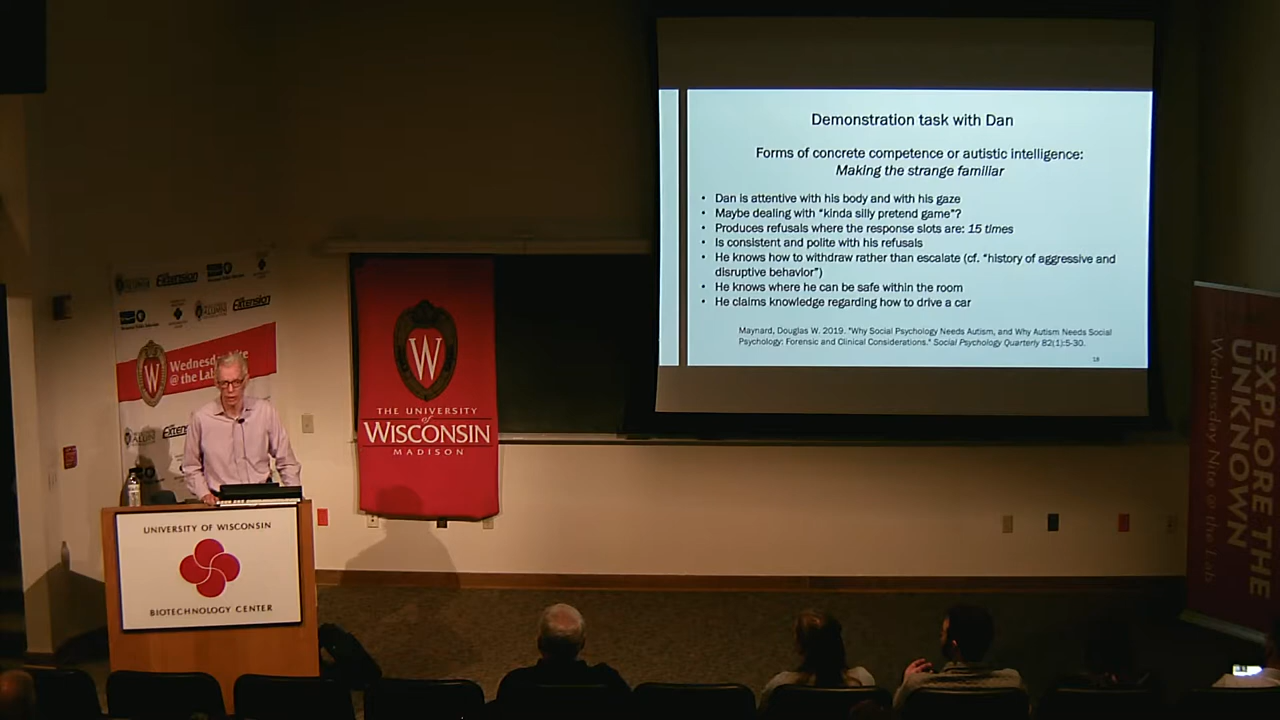 Demonstration task with Dan
Forms of concrete competence or autistic intelligence:
Making the strange familiar
• Dan is attentive with his body and with his gaze
• Maybe dealing with “kinda silly pretend game”?
• Produces refusals where the response slots are: 15 times
• Is consistent and polite with his refusals
• He knows how to withdraw rather than escalate (cf. “history of aggressive and
disruptive behavior”)
• He knows where he can be safe within the room
• He claims knowledge regarding how to drive a car
Maynard, Douglas W. 2019. "Why Social Psychology Needs Autism, and Why Autism Needs Social
Psychology: Forensic and Clinical Considerations." Social Psychology Quarterly 82(1):5-30.
18
Extension
Extension
Wednesday Nite
@ the Lab
W
THE UNIVERSITY
of
WISCONSIN
MADISON
UNIVERSITY OF WISCONSIN
BIOTECHNOLOGY CENTER
EXPLORE THE
UNKNOWN
Wednesday Nite @ the Lab